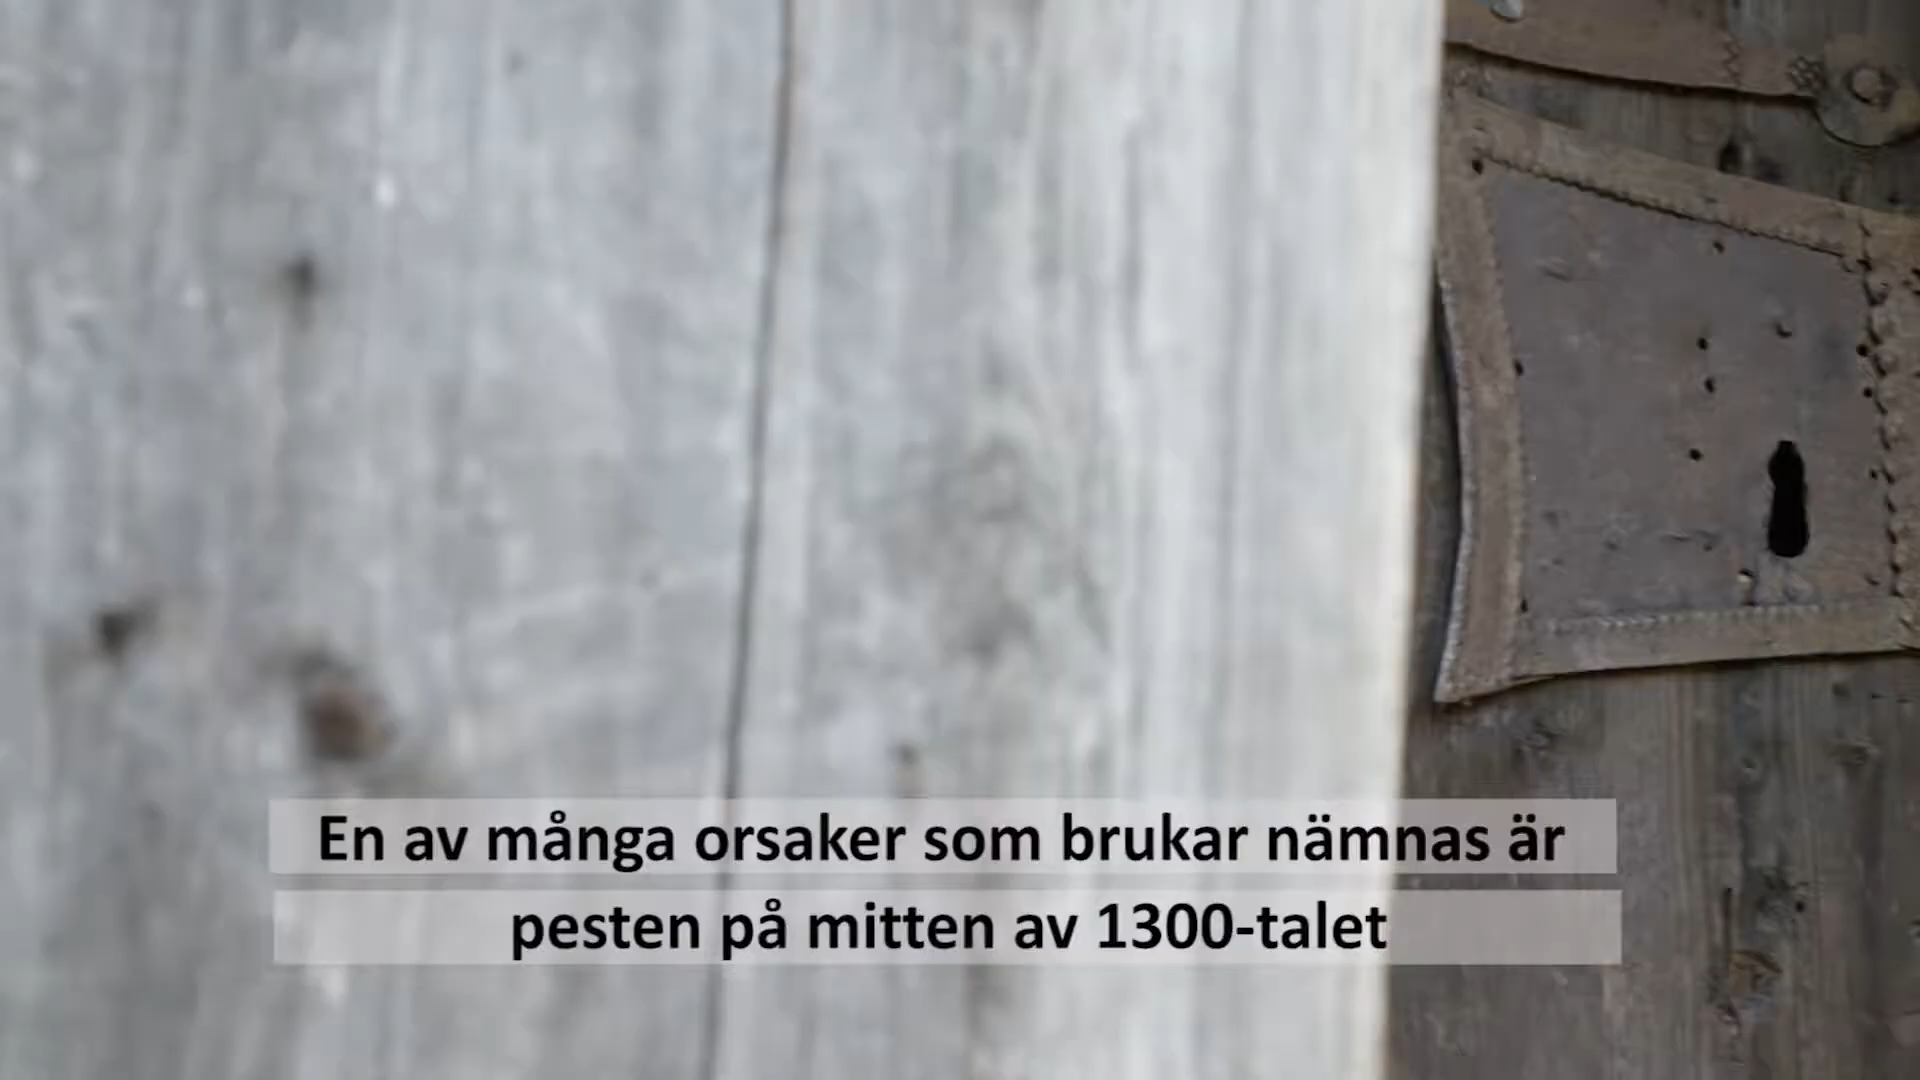 En av många orsaker som brukar nämnas är
pesten på mitten av 1300-talet